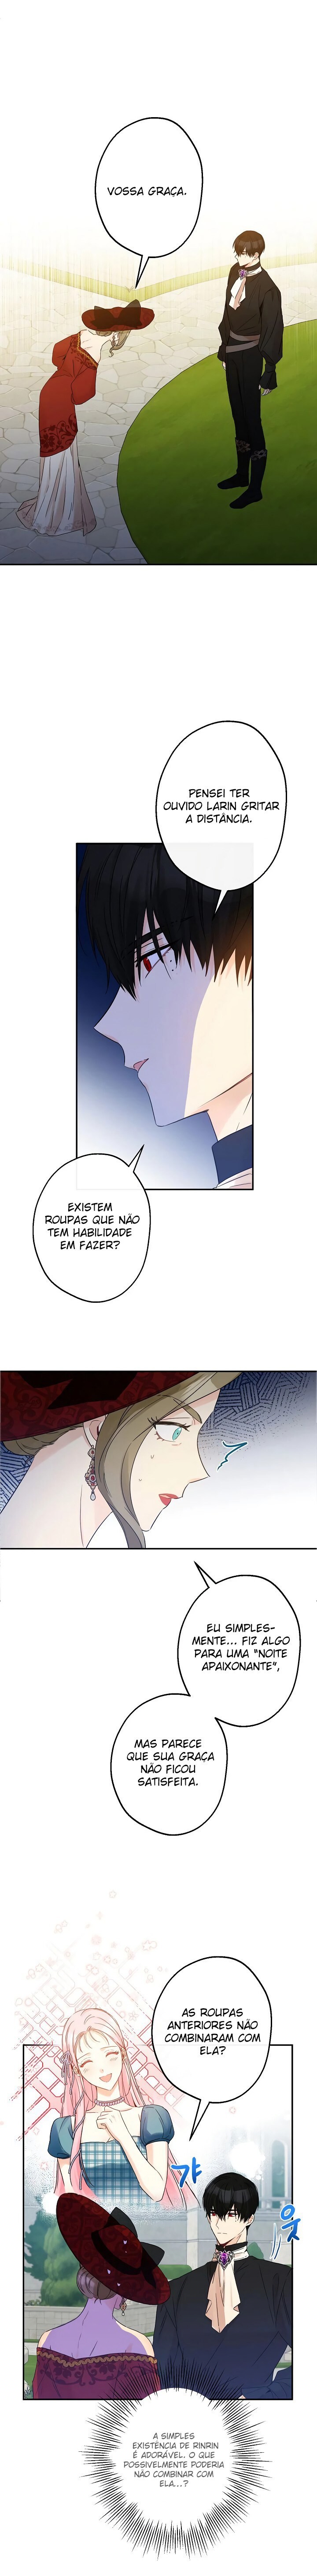 VOSSA GRAÇA.
PENSEI TER
OUVIDO LARIN GRITAR
A DISTÂNCIA.
EXISTEM
ROUPAS QUE NÃO
TEM HABILIDADE
EM FAZER?
EU SIMPLES-
MENTE... FIZ ALGO
PARA UMA "NOITE
APAIXONANTE",
MAS PARECE
QUE SUA GRAÇA
NÃO FICOU
SATISFEITA.
AS ROUPAS
ANTERIORES NÃO
COMBINARAM COM
ELA?
갸
웃
A SIMPLES
EXISTÊNCIA DE RINRIN
É ADORÁVEL. O QUE
POSSIVELMENTE PODERIA
NÃO COMBINAR COM
ELA...?